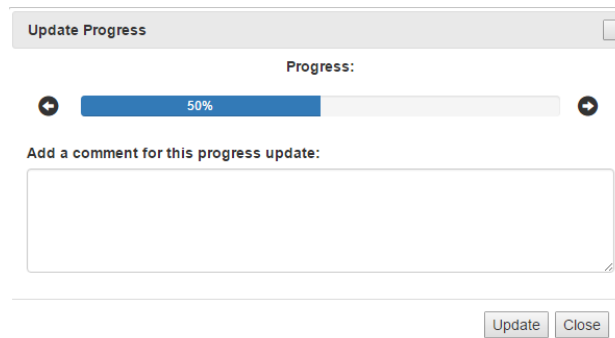 Update Progress
Progress:
50%
Add a comment for this progress update:
Update Close